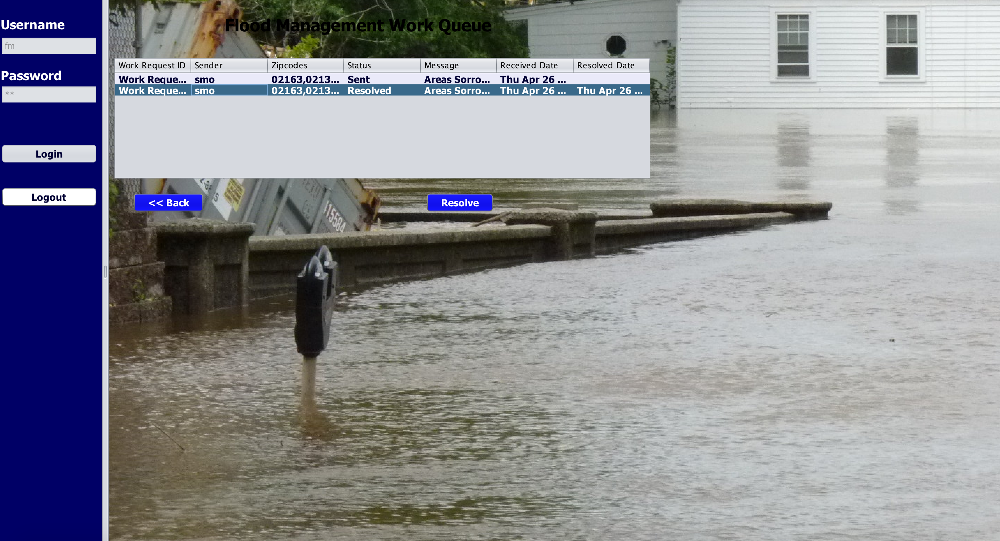 Username
fm
Password
**
Login
Logout
Flood Management Work Queue
Work Request ID Sender Zipcodes Status Message Received Date Resolved Date
Work Reque... smo 02163,0213... Sent Areas Sorro... Thu Apr 26 ...
Work Reque... smo 02163,0213... Resolved Areas Sorro... Thu Apr 26 ... Thu Apr 26 ...
<< Back
Resolve
115584